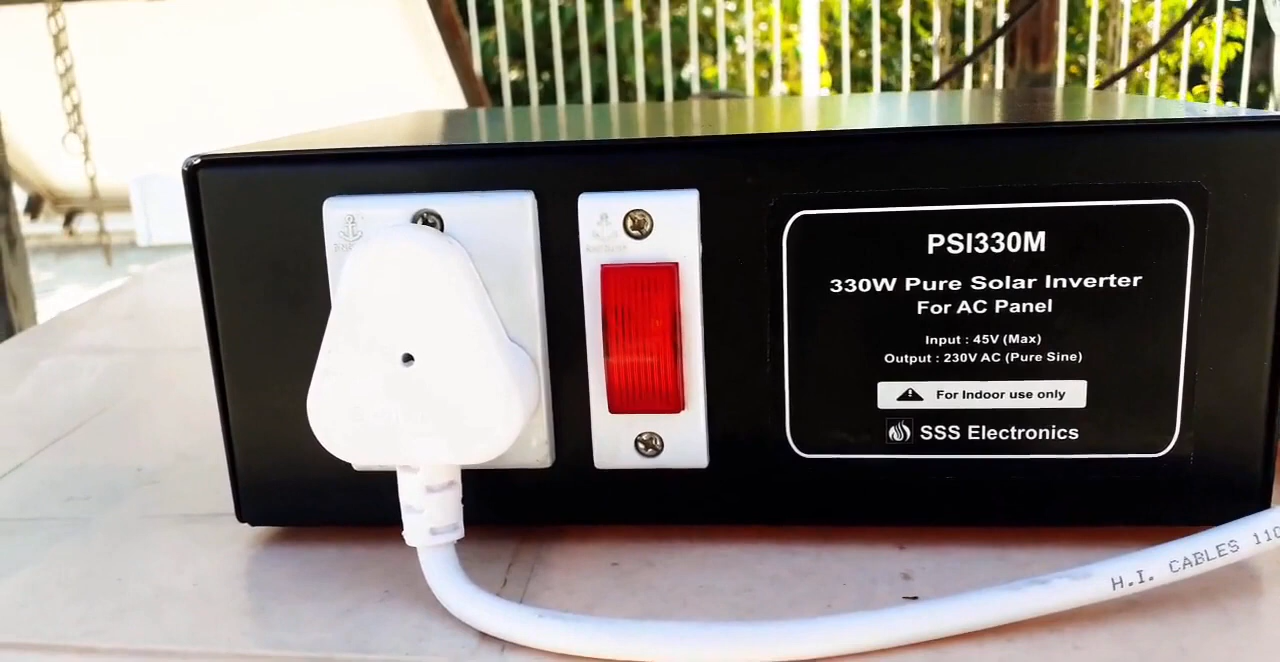 PSI330M
330W Pure Solar Inverter
For AC Panel
Input : 45V (Max)
Output : 230V AC (Pure Sine)
For Indoor use only
SSS Electronics
H.I. CABLES 110